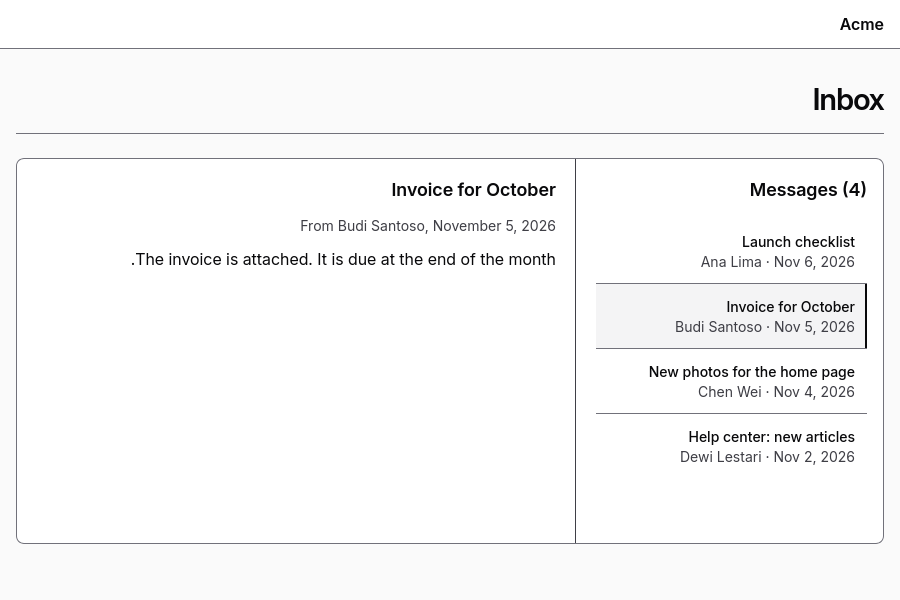 Acme
Inbox
Messages (4)
Launch checklist
Ana Lima · Nov 6, 2026
Invoice for October
Budi Santoso · Nov 5, 2026
New photos for the home page
Chen Wei · Nov 4, 2026
Help center: new articles
Dewi Lestari · Nov 2, 2026
Invoice for October
From Budi Santoso, November 5, 2026
.The invoice is attached. It is due at the end of the month